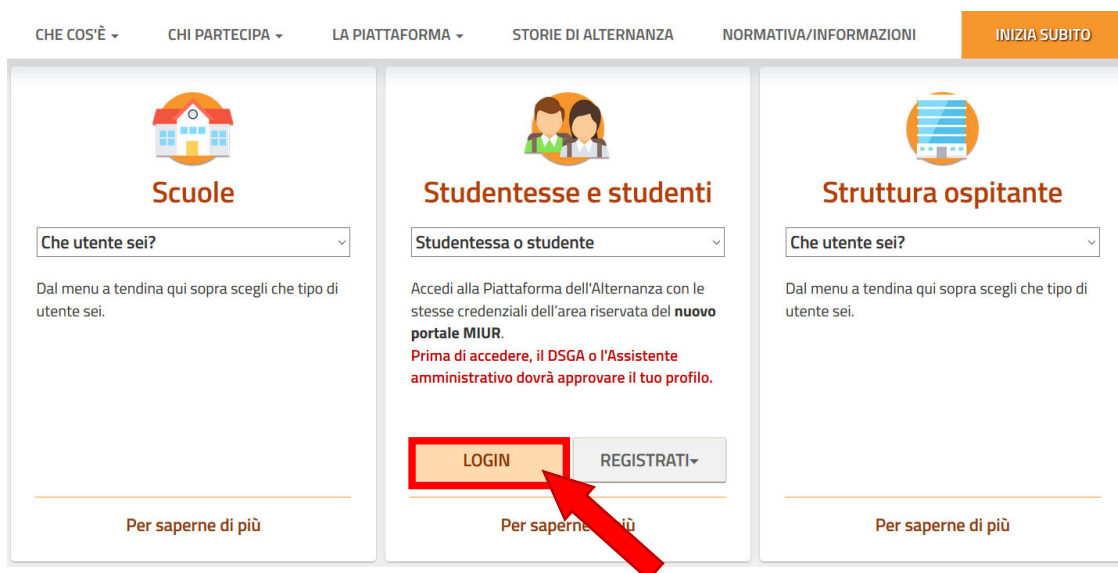 CHE COS'È
CHI PARTECIPA
LA PIATTAFORMA
STORIE DI ALTERNANZA
NORMATIVA/INFORMAZIONI
INIZIA SUBITO
Scuole
Che utente sei?
Dal menu a tendina qui sopra scegli che tipo di
utente sei.
Per saperne di più
Studentesse e studenti
Studentessa o studente
Accedi alla Piattaforma dell'Alternanza con le
stesse credenziali dell’area riservata del nuovo
portale MIUR.
Prima di accedere, il DSGA o l'Assistente
amministrativo dovrà approvare il tuo profilo.
LOGIN
REGISTRATI
Per saperne di più
Struttura ospitante
Che utente sei?
Dal menu a tendina qui sopra scegli che tipo di
utente sei.
Per saperne di più